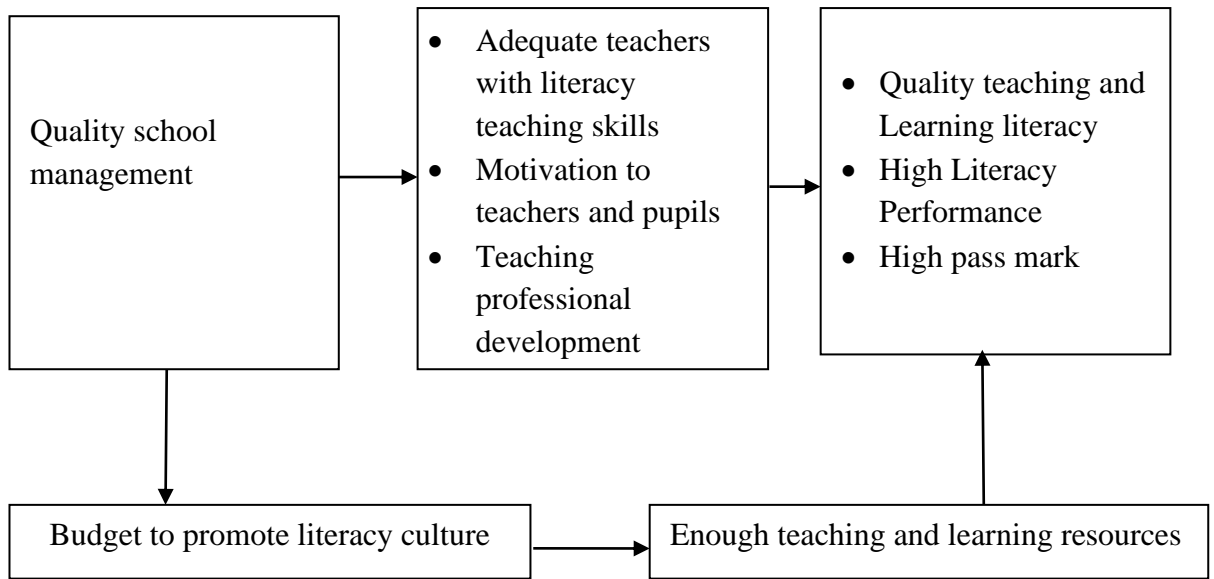 Quality school
management
• Adequate teachers
with literacy
teaching skills
• Motivation to
teachers and pupils
• Teaching
professional
development
• Quality teaching and
Learning literacy
• High Literacy
Performance
• High pass mark
Budget to promote literacy culture
Enough teaching and learning resources